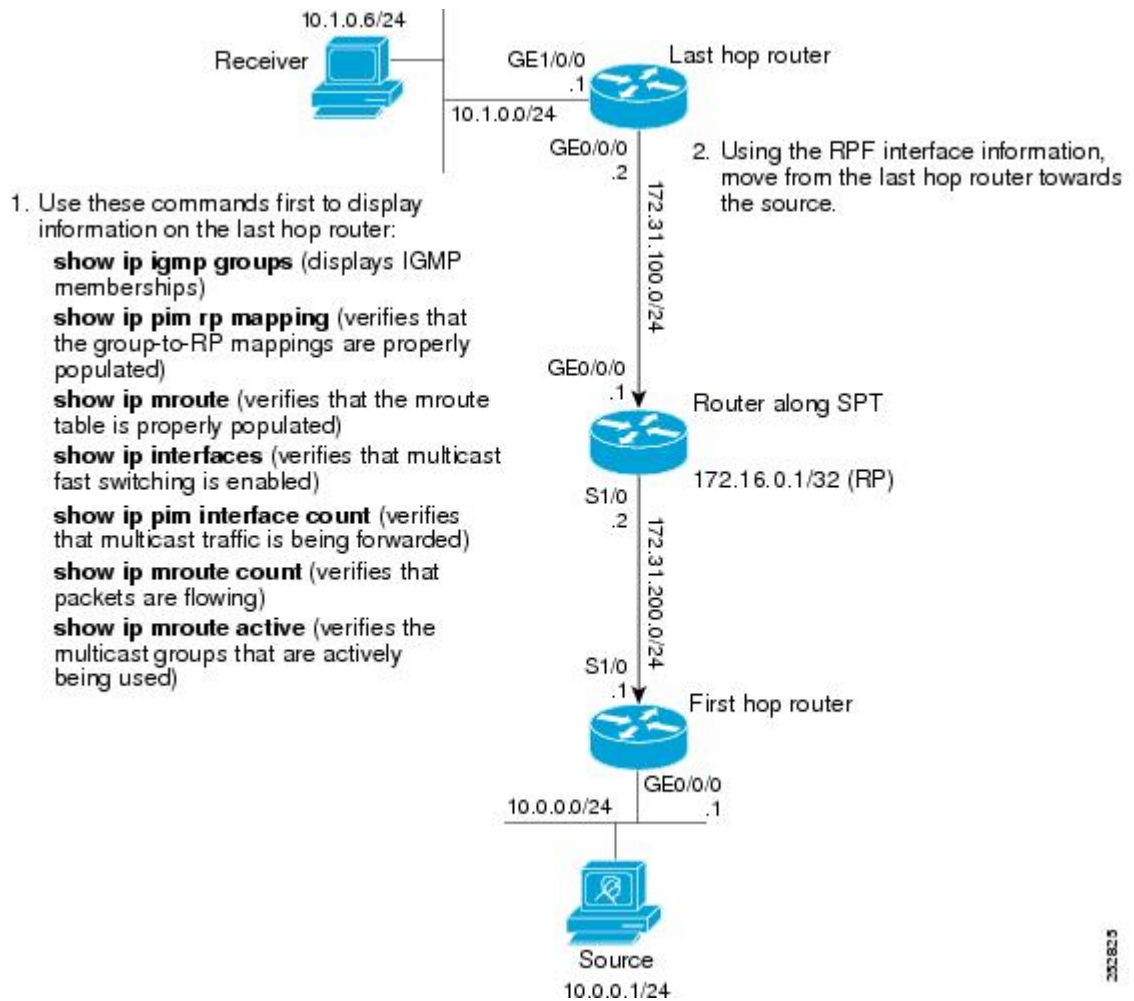 10.1.0.6/24
Receiver
GE1/0/0
.1
Last hop router
10.1.0.0/24
GE0/0/0
.2
2. Using the RPF interface information,
move from the last hop router towards
the source.
172.31.100.0/24
1. Use these commands first to display
information on the last hop router:
show ip igmp groups (displays IGMP
memberships)
show ip pim rp mapping (verifies that
the group-to-RP mappings are properly
populated)
show ip mroute (verifies that the mroute
table is properly populated)
show ip interfaces (verifies that multicast
fast switching is enabled)
show ip pim interface count (verifies
that multicast traffic is being forwarded)
show ip mroute count (verifies that
packets are flowing)
show ip mroute active (verifies the
multicast groups that are actively
being used)
GE0/0/0
.1
Router along SPT
172.16.0.1/32 (RP)
S1/0
.2
172.31.200.0/24
S1/0
.1
First hop router
GE0/0/0
.1
10.0.0.0/24
Source
10.0.0.1/24
252825